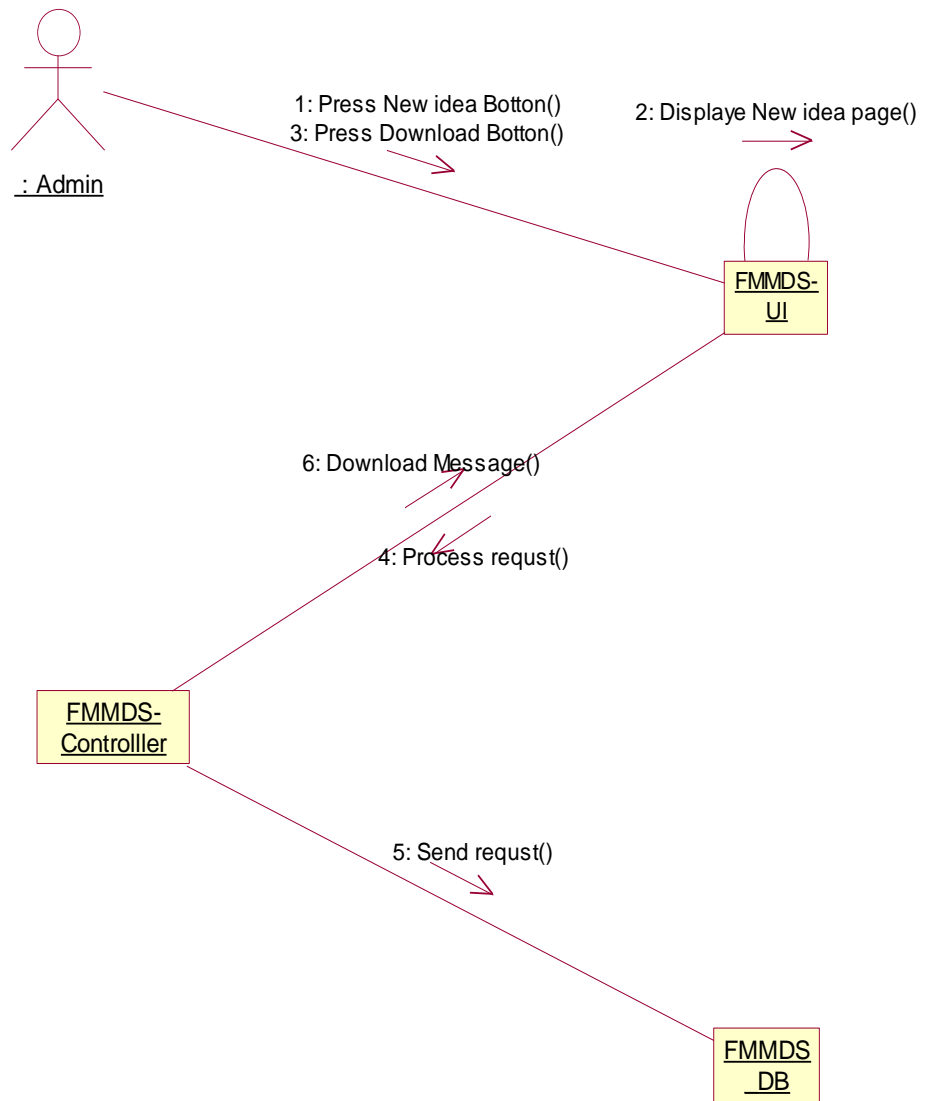 1: Press New idea Botton()
3: Press Download Botton()
2: Displaye New idea page()
: Admin
FMMDS-
UI
6: Download Message()
4: Process requst()
FMMDS-
Controlller
5: Send requst()
FMMDS
_DB